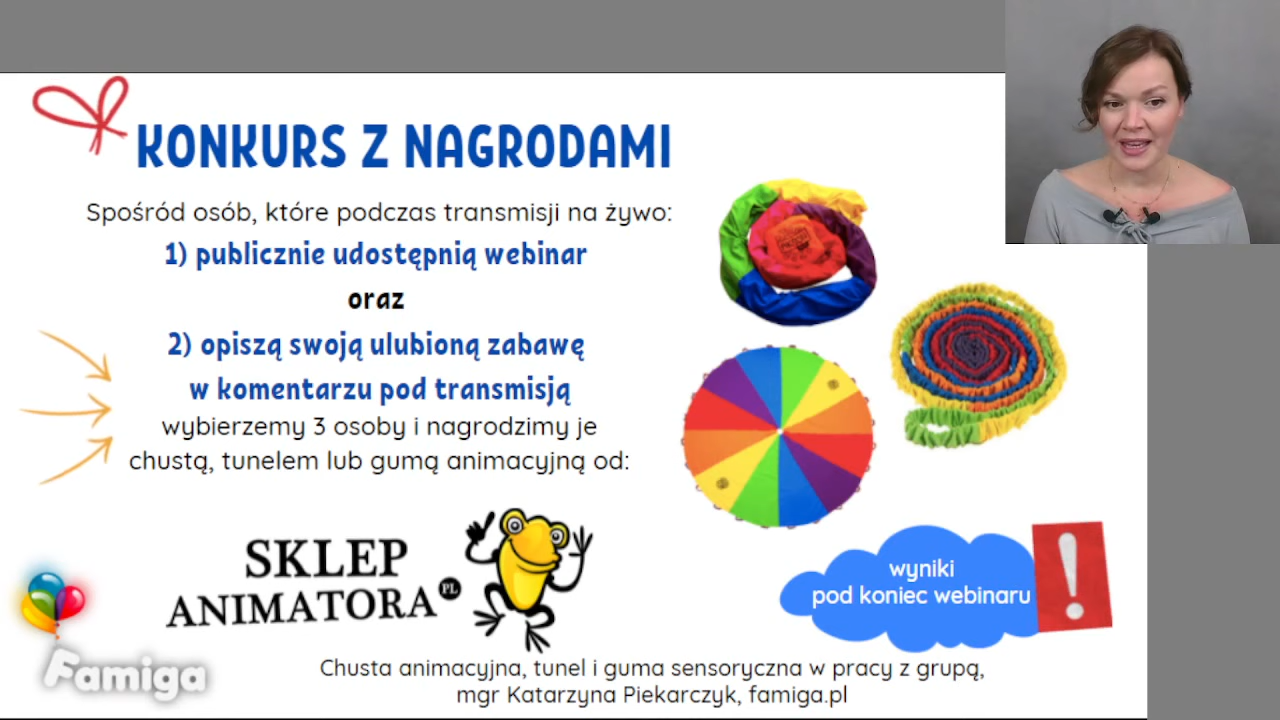 KONKURS Z NAGRODAMI
Spośród osób, które podczas transmisji na żywo:
1) publicznie udostępnią webinar
oraz
2) opiszą swoją ulubioną zabawę
w komentarzu pod transmisją
wybierzemy 3 osoby i nagrodzimy je
chustą, tunelem lub gumą animacyjną od:
SKLEP
ANIMATORA PL
wyniki
pod koniec webinaru
!
Famiga
Chusta animacyjna, tunel i guma sensoryczna w pracy z grupą,
mgr Katarzyna Piekarczyk, famiga.pl